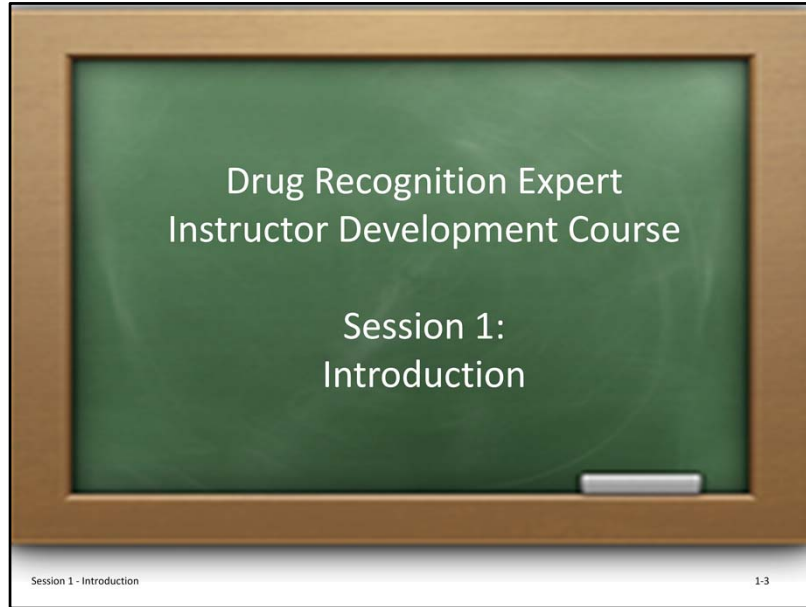 Drug Recognition Expert
Instructor Development Course
Session 1:
Introduction
Session 1 - Introduction
1-3